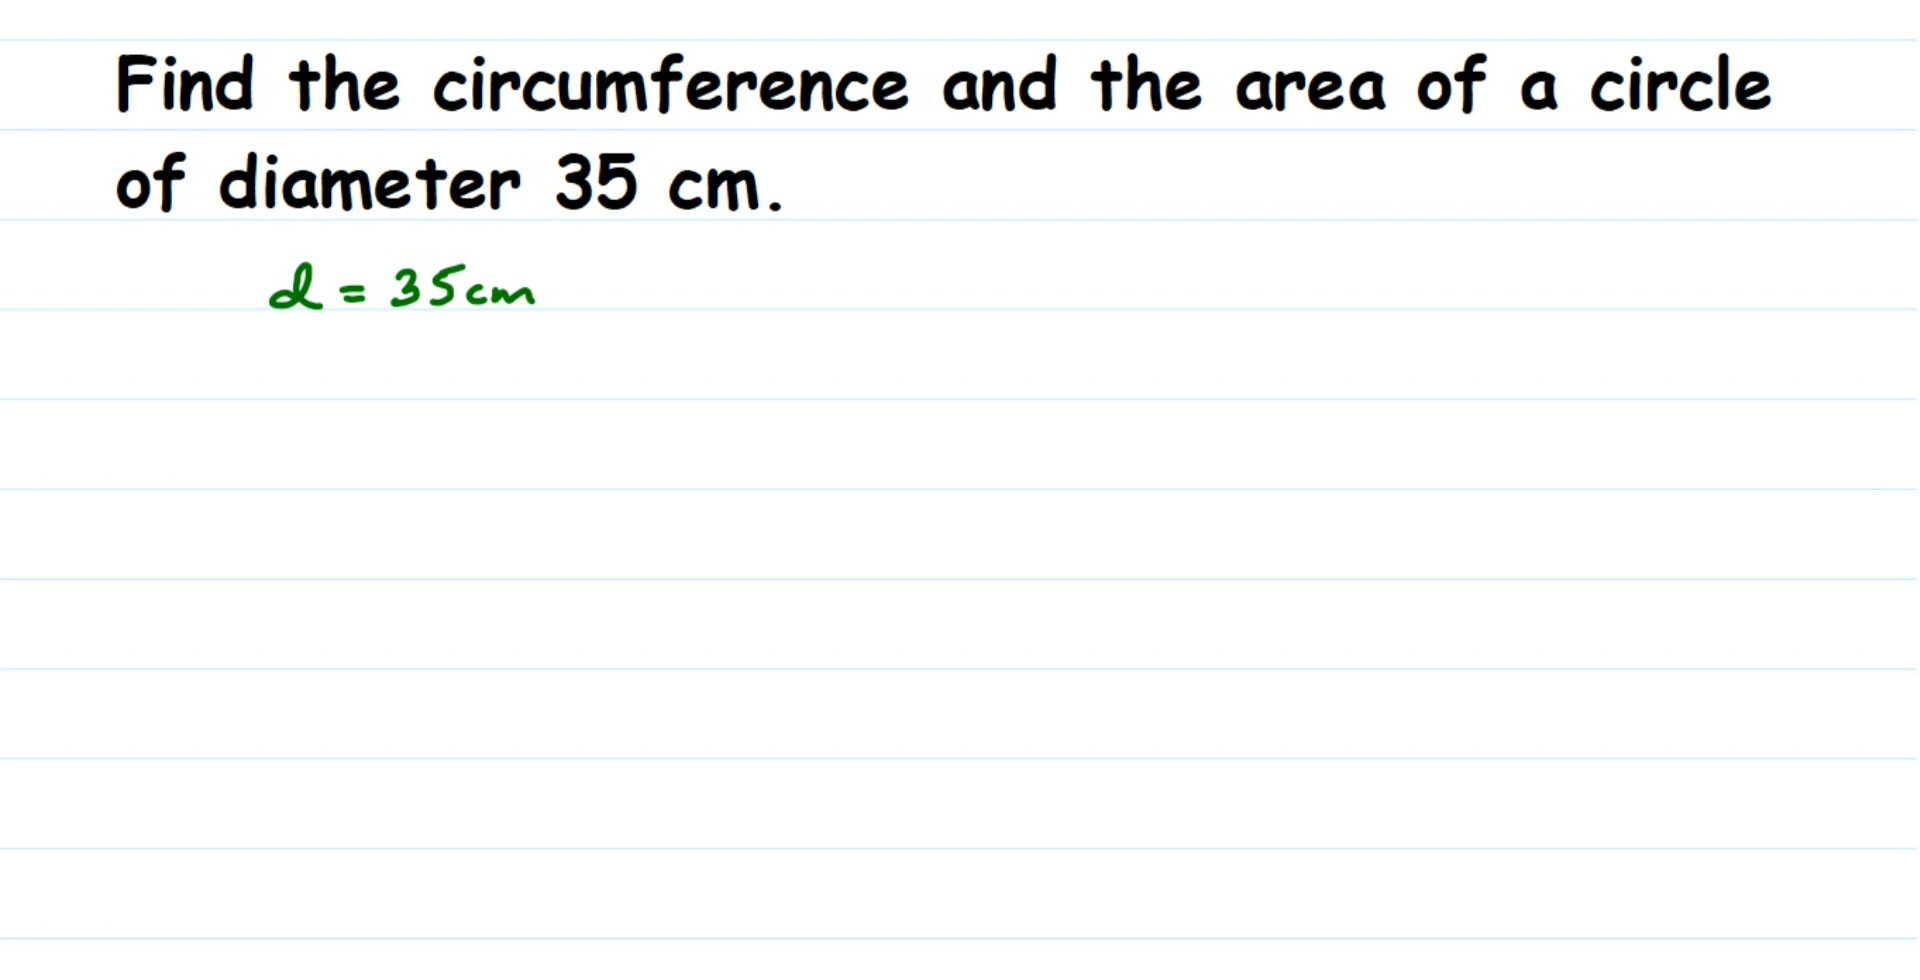 Find the circumference and the area of a circle
of diameter 35 cm.
d = 35cm